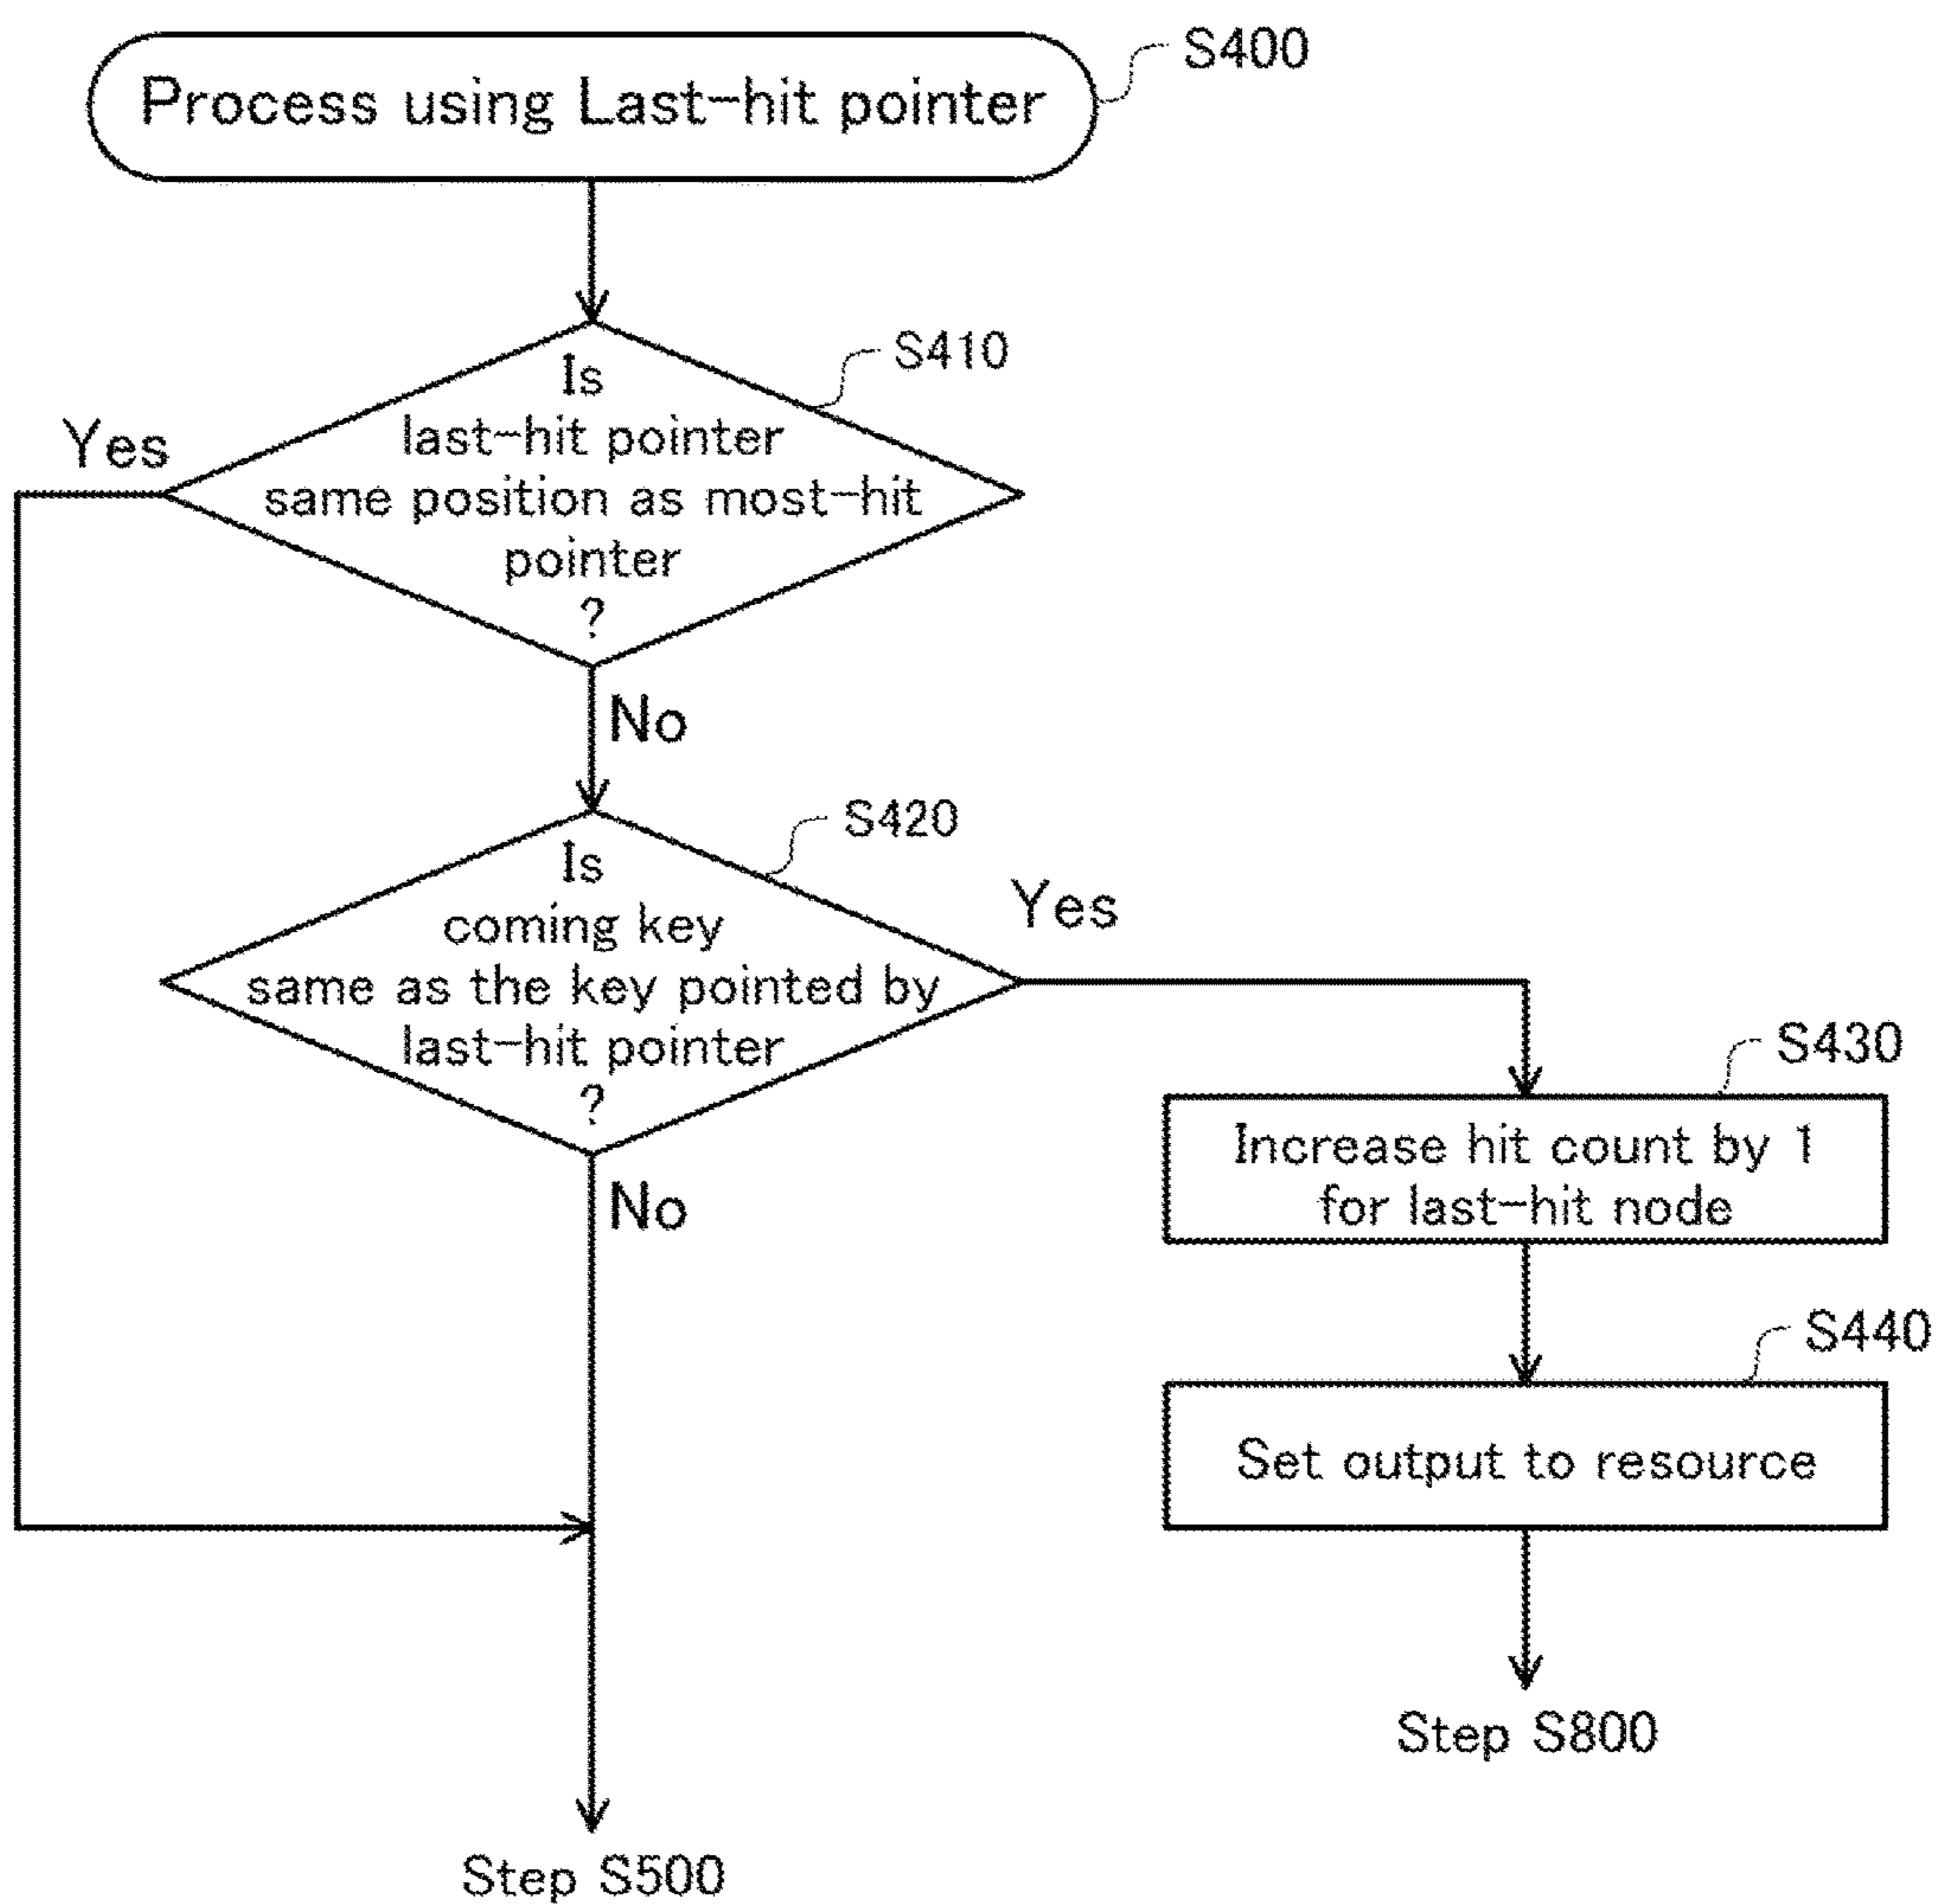 S400
Process using Last-hit pointer
S410
Is
last-hit pointer
same position as most-hit
pointer
?
Yes
No
S420
Is
coming key
same as the key pointed by
last-hit pointer
?
Yes
No
S430
Increase hit count by 1
for last-hit node
S440
Set output to resource
Step S800
Step S500